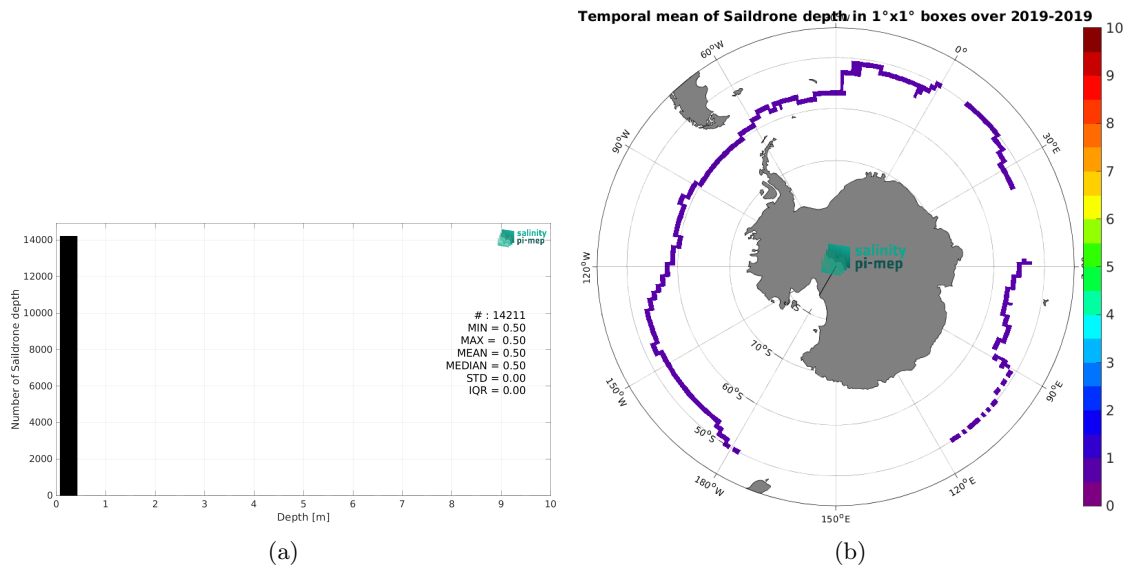 14000
12000
10000
8000
6000
4000
2000
0
Number of Saildrone depth
salinity
pi-mep
# : 14211
MIN = 0.50
MAX = 0.50
MEAN = 0.50
MEDIAN = 0.50
STD = 0.00
IQR = 0.00
0 1 2 3 4 5 6 7 8 9 10
Depth [m]
(a)
Temporal mean of Saildrone depth in 1°x1° boxes over 2019-2019
60°W
0°
90°W
30°E
120°W
salinity
pi-mep
70°S
60°S
50°S
150°W
90°E
180°W
120°E
150°E
10
9
8
7
6
5
4
3
2
1
0
(b)